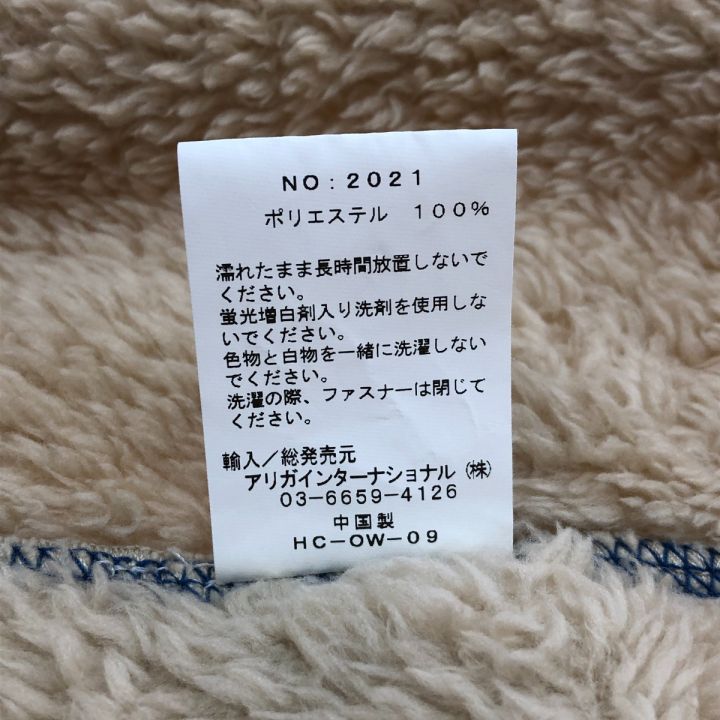 NO：2021
ポリエステル　100％
濡れたまま長時間放置しないで
ください。
蛍光増白剤入り洗剤を使用しな
いでください。
色物と白物を一緒に洗濯しない
でください。
洗濯の際、ファスナーは閉じて
ください。
輸入／総発売元
アリガインターナショナル（株）
03－6659－4126
中国製
HC－OW－09